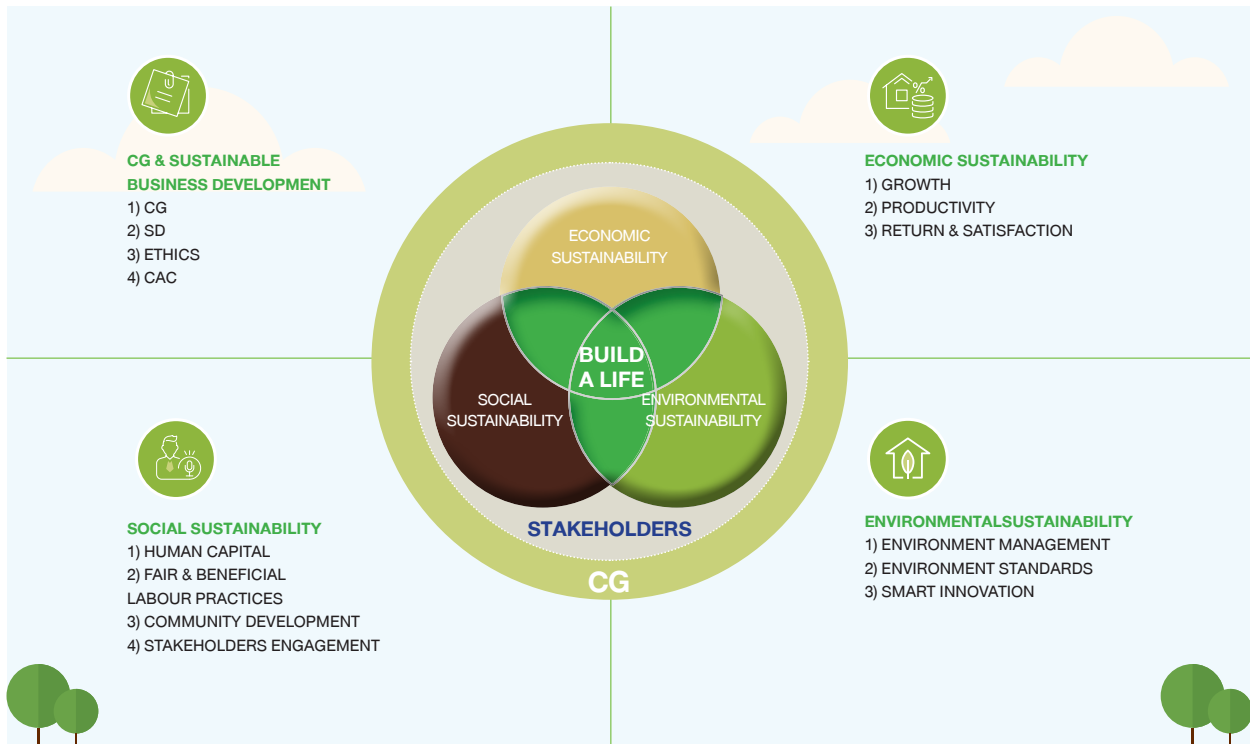 CG & SUSTAINABLE
BUSINESS DEVELOPMENT
1) CG
2) SD
3) ETHICS
4) CAC
ECONOMIC SUSTAINABILITY
1) GROWTH
2) PRODUCTIVITY
3) RETURN & SATISFACTION
%
ECONOMIC
SUSTAINABILITY
BUILD
A LIFE
SOCIAL
SUSTAINABILITY
ENVIRONMENTAL
SUSTAINABILITY
STAKEHOLDERS
CG
SOCIAL SUSTAINABILITY
1) HUMAN CAPITAL
2) FAIR & BENEFICIAL
LABOUR PRACTICES
3) COMMUNITY DEVELOPMENT
4) STAKEHOLDERS ENGAGEMENT
ENVIRONMENTALSUSTAINABILITY
1) ENVIRONMENT MANAGEMENT
2) ENVIRONMENT STANDARDS
3) SMART INNOVATION